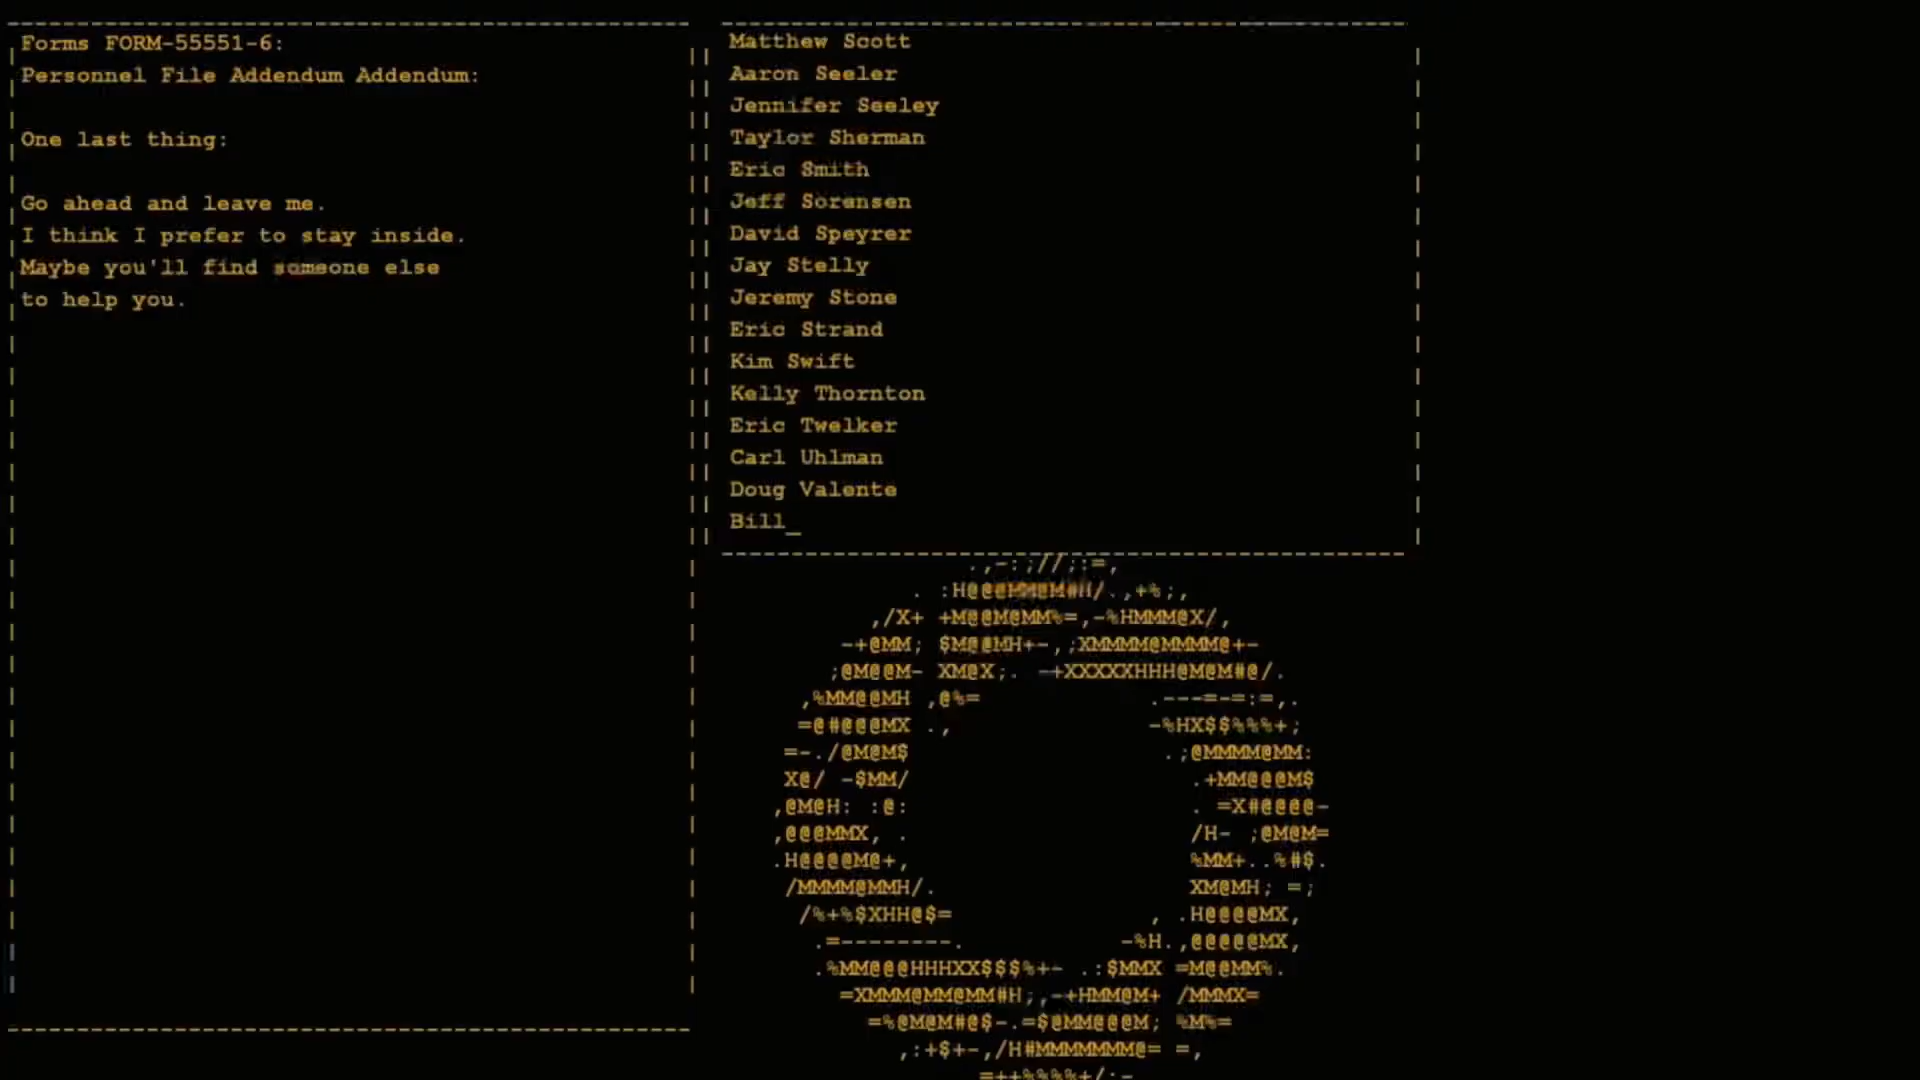 Forms FORM-55551-6:
Personnel File Addendum Addendum:
One last thing:
Go ahead and leave me.
I think I prefer to stay inside.
Maybe you'll find someone else
to help you.
Matthew Scott
Aaron Seeler
Jennifer Seeley
Taylor Sherman
Eric Smith
Jeff Sorensen
David Speyrer
Jay Stelly
Jeremy Stone
Eric Strand
Kim Swift
Kelly Thornton
Eric Twelker
Carl Uhlman
Doug Valente
Bill_